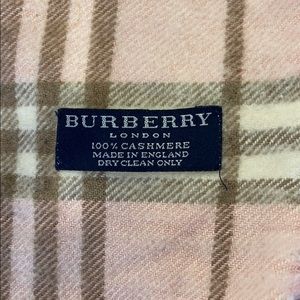 BURBERRY
LONDON
100% CASHMERE
MADE IN ENGLAND
DRY CLEAN ONLY